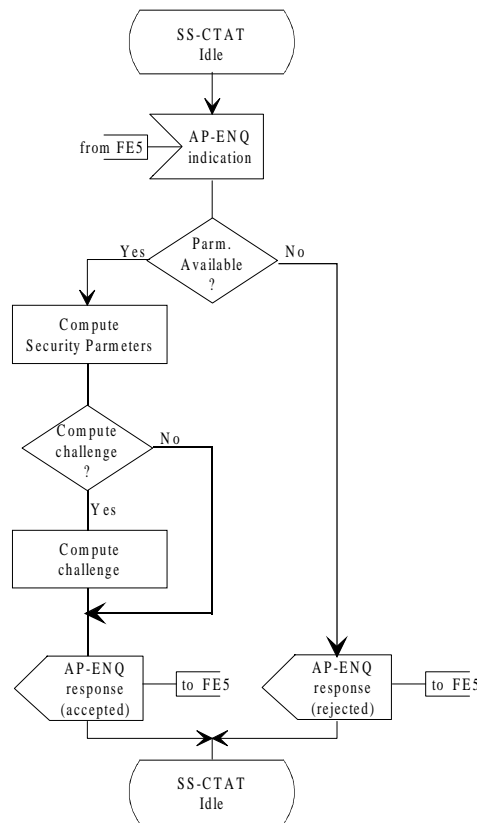 SS-CTAT
Idle
AP-ENQ
indication
from FE5
Parm.
Available
?
Yes
No
Compute
Security Parmeters
Compute
challenge
?
No
Yes
Compute
challenge
AP-ENQ
response
(accepted)
to FE5
AP-ENQ
response
(rejected)
to FE5
SS-CTAT
Idle